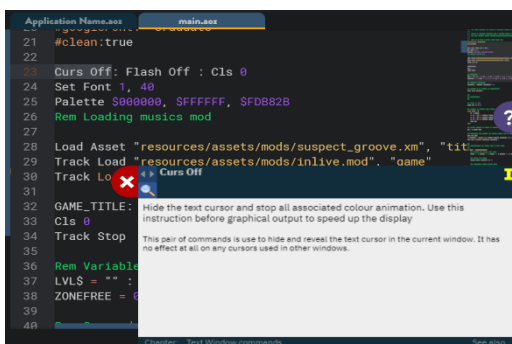 Application Name.aoz
main.aoz
21 #clean:true
22
23 Curs Off: Flash Off : Cls 0
24 Set Font 1, 40
25 Palette $000000, $FFFFFF, $FDB82B
26 Rem Loading musics mod
27
28 Load Asset "resources/assets/mods/suspect_groove.xm", "tit
29 Track Load "resources/assets/mods/inlive.mod", "game"
30 Track Lo
31
32 GAME_TITLE:
33 Cls 0
34 Track Stop
35
36 Rem Variable
37 LVL$ = "" :
38 ZONEFREE = 0
39
40
?
Curs Off
Hide the text cursor and stop all associated colour animation. Use this
instruction before graphical output to speed up the display
This pair of commands is use to hide and reveal the text cursor in the current window. It has
no effect at all on any cursors used in other windows.
Chapter: Text Window commands
See also